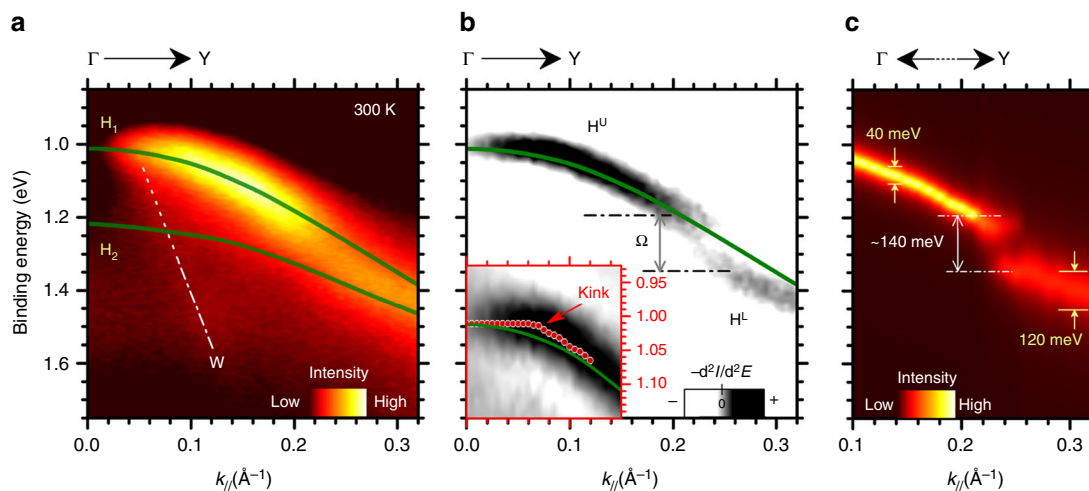 a
Γ Y
300 K
H1
H2
W
Intensity
Low High
Binding energy (eV)
1.0
1.2
1.4
1.6
0.0 0.1 0.2 0.3
k//(Å–1)
b
Γ Y
HU
Ω
HL
Kink
0.95
1.00
1.05
1.10
–d2I/d2E
– 0 +
0.0 0.1 0.2 0.3
k//(Å–1)
c
Γ Y
40 meV
~140 meV
120 meV
Intensity
Low High
0.1 0.2 0.3
k//(Å–1)